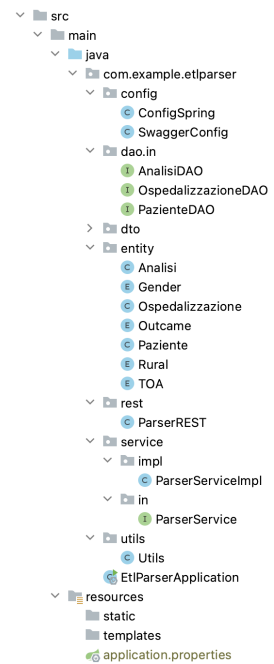 src
main
java
com.example.etlparser
config
C ConfigSpring
C SwaggerConfig
dao.in
I AnalisiDAO
I OspedalizzazioneDAO
I PazienteDAO
dto
entity
C Analisi
E Gender
C Ospedalizzazione
E Outcame
C Paziente
E Rural
E TOA
rest
C ParserREST
service
impl
C ParserServiceImpl
in
I ParserService
utils
C Utils
C EtlParserApplication
resources
static
templates
application.properties